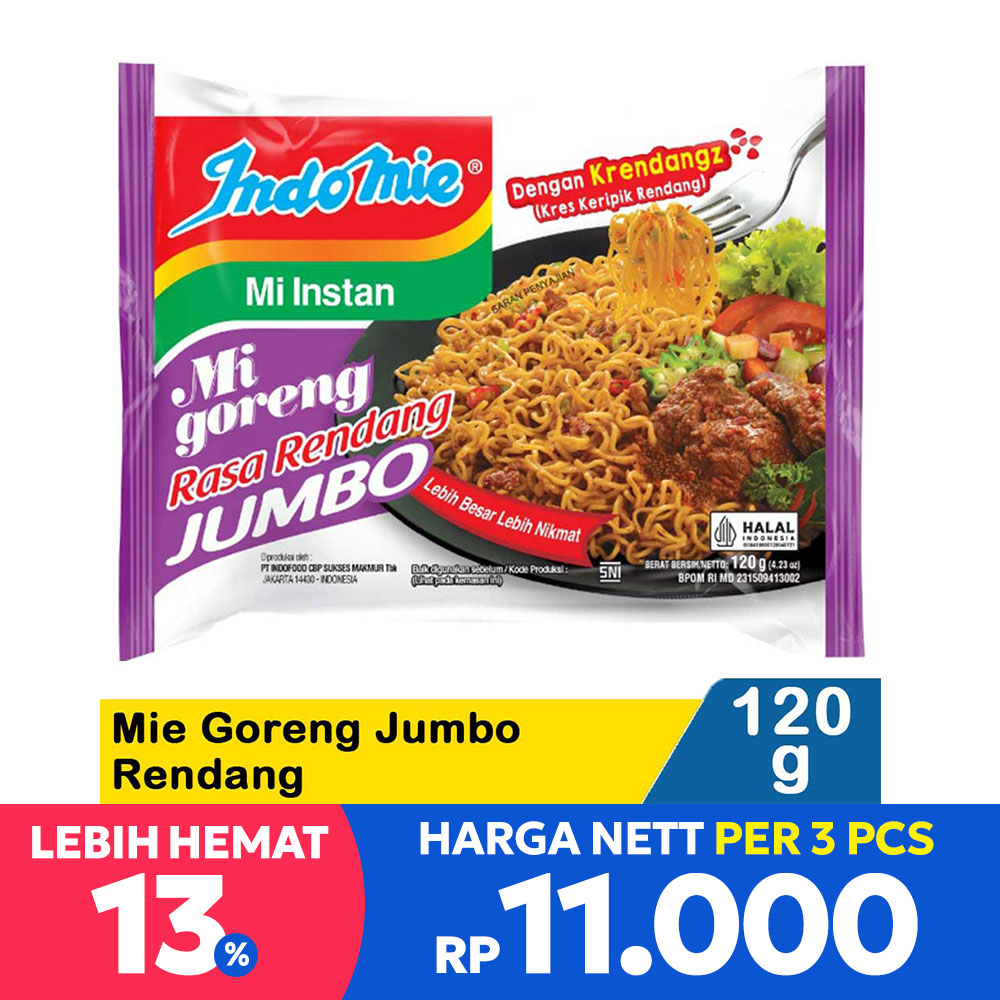 Indomie®
Mi Instan
Mi
goreng
Rasa Rendang
JUMBO
Dengan Krendangz
(Kres Keripik Rendang)
SARAN PENYAJIAN
Lebih Besar Lebih Nikmat
HALAL
INDONESIA
Diproduksi oleh :
PT INDOFOOD CBP SUKSES MAKMUR Tbk
JAKARTA 14430 - INDONESIA
Baik digunakan sebelum / Kode Produksi :
(Lihat pada kemasan ini)
SNI
BERAT BERSIH/NETTO: 120 g (4.23 oz)
BPOM RI MD 231509413002
Mie Goreng Jumbo
Rendang
120
g
LEBIH HEMAT
13%
HARGA NETT PER 3 PCS
RP 11.000